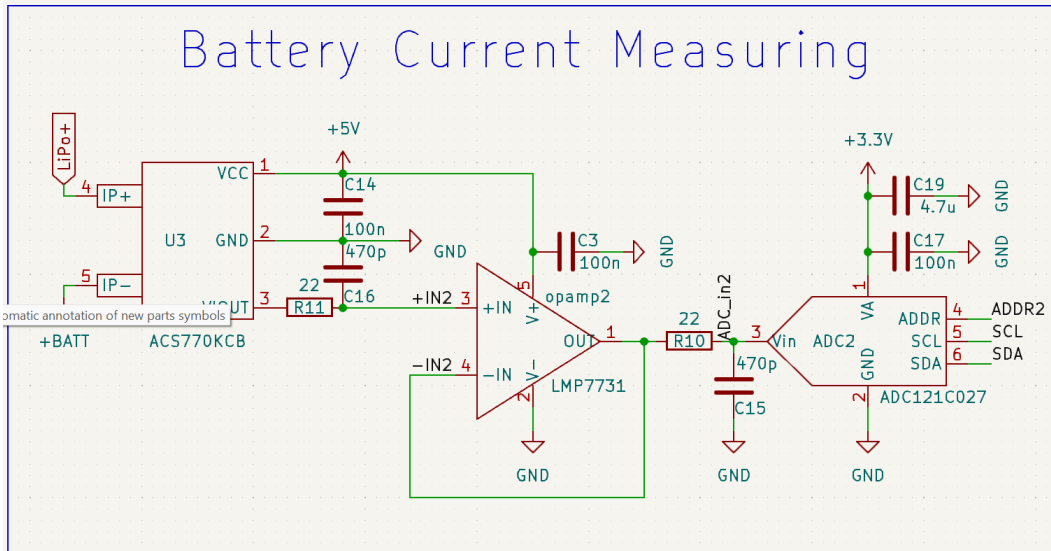 Battery Current Measuring
LiPo+
4
IP+
5
IP-
omatic annotation of new parts symbols
+BATT
U3
VCC
1
GND
2
3
ACS770KCB
+5V
C14
100n
470p
C16
GND
22
R11
+IN2
3
+IN
-IN2
4
-IN
5
V+
V-
2
OUT
1
opamp2
LMP7731
C3
100n
GND
GND
22
R10
ADC_in2
470p
C15
GND
3
Vin
ADC2
+3.3V
C19
4.7u
GND
C17
100n
GND
1
VA
GND
2
GND
ADDR
4
ADDR2
SCL
5
SCL
SDA
6
SDA
ADC121C027